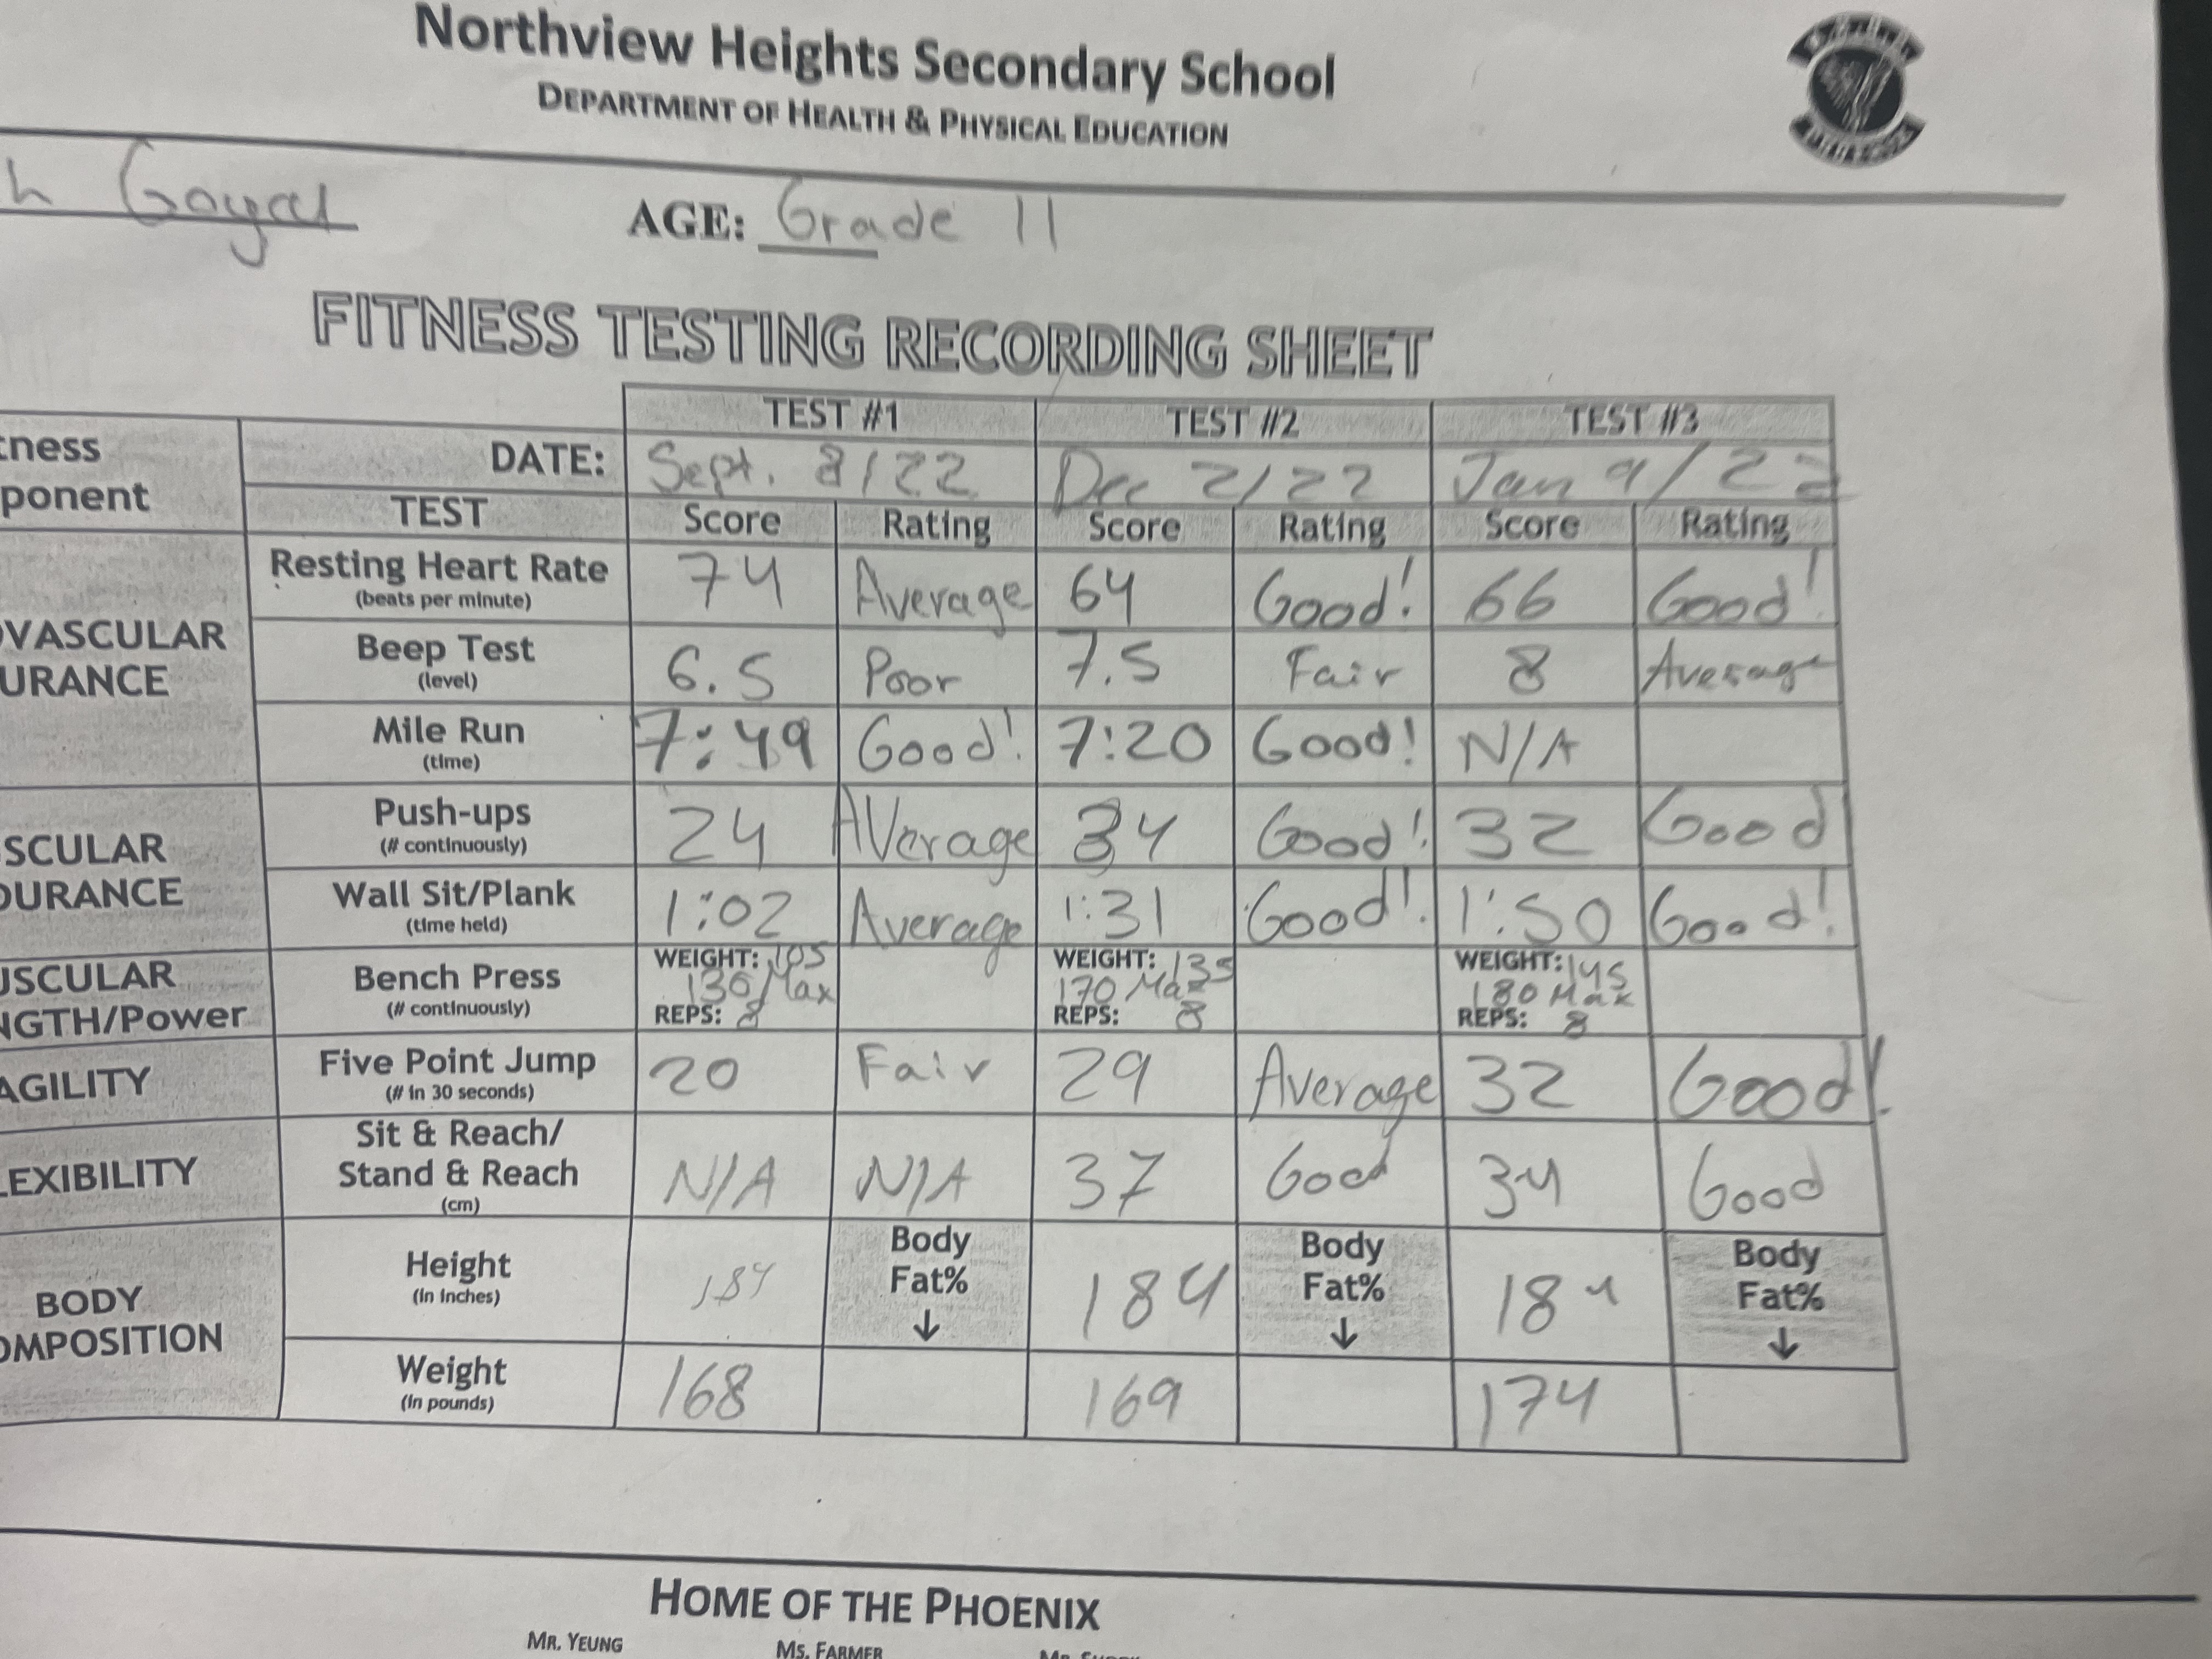 Northview Heights Secondary School
DEPARTMENT OF HEALTH & PHYSICAL EDUCATION
h Goyal AGE: Grade 11
FITNESS TESTING RECORDING SHEET
TEST #1 TEST #2 TEST #3
tness
ponent
DATE: Sept. 8/22 Dec 2/22 Jan 9/22
TEST Score Rating Score Rating Score Rating
OVASCULAR
URANCE
Resting Heart Rate 74 Average 64 Good! 66 Good!
(beats per minute)
Beep Test 6.5 Poor 7.5 Fair 8 Average
(level)
Mile Run 7:49 Good! 7:20 Good! N/A
(time)
SCULAR
DURANCE
Push-ups 24 Average 34 Good! 32 Good
(# continuously)
Wall Sit/Plank 1:02 Average 1:31 Good! 1:50 Good!
(time held)
USCULAR
NGTH/Power
Bench Press
(# continuously)
WEIGHT: 105 WEIGHT: 135 WEIGHT: 145
130 Max 170 Max 180 Max
REPS: 8 REPS: 8 REPS: 8
AGILITY
Five Point Jump 20 Fair 29 Average 32 Good!
(# in 30 seconds)
LEXIBILITY
Sit & Reach/
Stand & Reach N/A N/A 37 Good 34 Good
(cm)
BODY
OMPOSITION
Height 184 Body Fat% ↓ 184 Body Fat% ↓ 184 Body Fat% ↓
(in inches)
Weight 168 169 174
(in pounds)
HOME OF THE PHOENIX
MR. YEUNG MS. FARMER